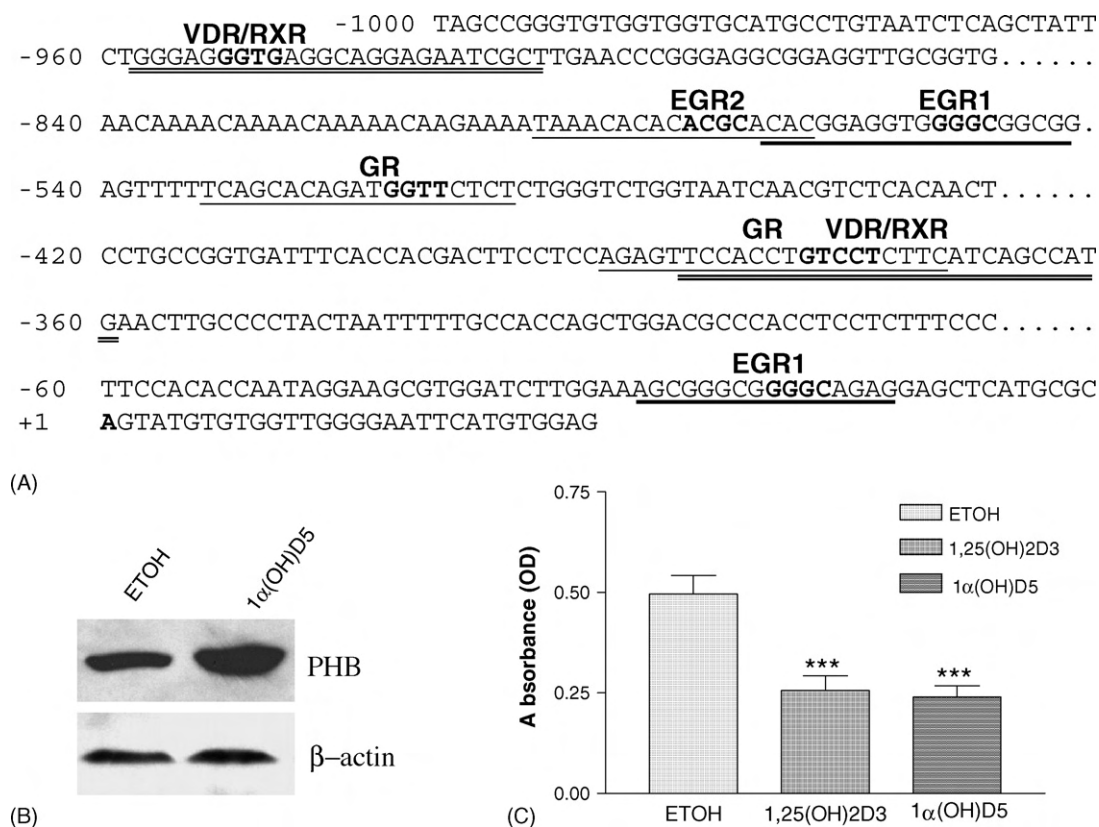 -1000 TAGCCGGGTGTGGTGGTGCATGCCTGTAATCTCAGCTATT
VDR/RXR
-960 CTGGGAGGGTGAGGCAGGAGAATCGCTTGAACCCGGGAGGCGGAGGTTGCGGTG......
EGR2 EGR1
-840 AACAAAACAAAACAAAAACAAGAAAATAAACACACACGCACACGGAGGTGGGGCGGCGG.
GR
-540 AGTTTTTCAGCACAGATGGTTCTCTCTGGGTCTGGTAATCAACGTCTCACAACT......
GR VDR/RXR
-420 CCTGCCGGTGATTTCACCACGACTTCCTCCAGAGTTCCACCTGTCCTCTTCATCAGCCAT
-360 GAACTTGCCCCTACTAATTTTTGCCACCAGCTGGACGCCCACCTCCTCTTTCCC......
EGR1
-60 TTCCACACCAATAGGAAGCGTGGATCTTGGAAAGCGGGCGGGGCAGAGGAGCTCATGCGC
+1 AGTATGTGTGGTTGGGGAATTCATGTGGAG
(A)
ETOH
1α(OH)D5
PHB
β-actin
(B)
A bsorbance (OD)
0.75
0.50
0.25
0.00
ETOH
1,25(OH)2D3
1α(OH)D5
***
***
ETOH
1,25(OH)2D3
1α(OH)D5
(C)